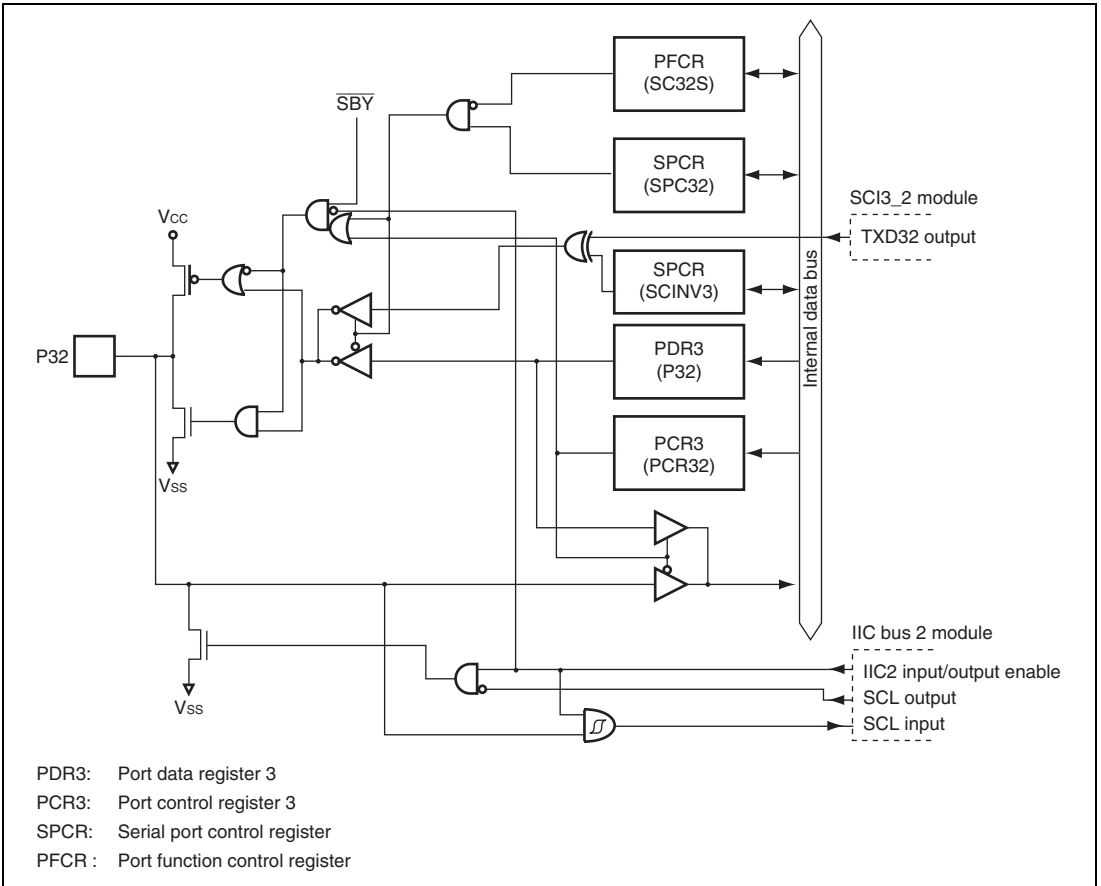 PFCR
(SC32S)
SBY
SPCR
(SPC32)
SCI3_2 module
VCC
TXD32 output
SPCR
(SCINV3)
Internal data bus
P32
PDR3
(P32)
PCR3
(PCR32)
VSS
IIC bus 2 module
IIC2 input/output enable
SCL output
VSS
SCL input
PDR3: Port data register 3
PCR3: Port control register 3
SPCR: Serial port control register
PFCR : Port function control register